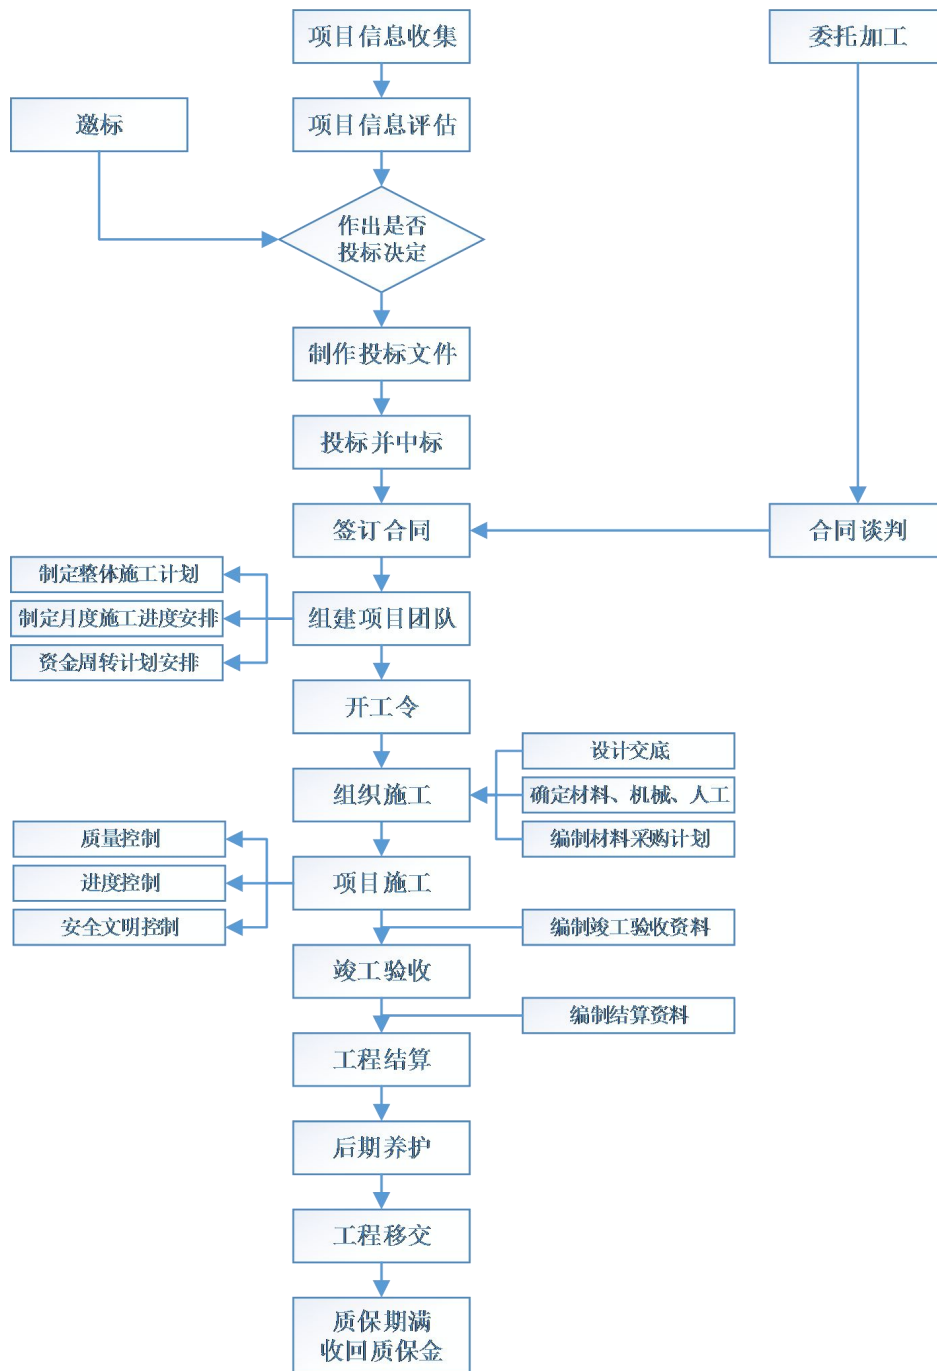 项目信息收集
委托加工
邀标
项目信息评估
作出是否
投标决定
制作投标文件
投标并中标
签订合同
合同谈判
制定整体施工计划
制定月度施工进度安排
组建项目团队
资金周转计划安排
开工令
设计交底
组织施工
确定材料、机械、人工
质量控制
编制材料采购计划
进度控制
项目施工
安全文明控制
编制竣工验收资料
竣工验收
编制结算资料
工程结算
后期养护
工程移交
质保期满
收回质保金